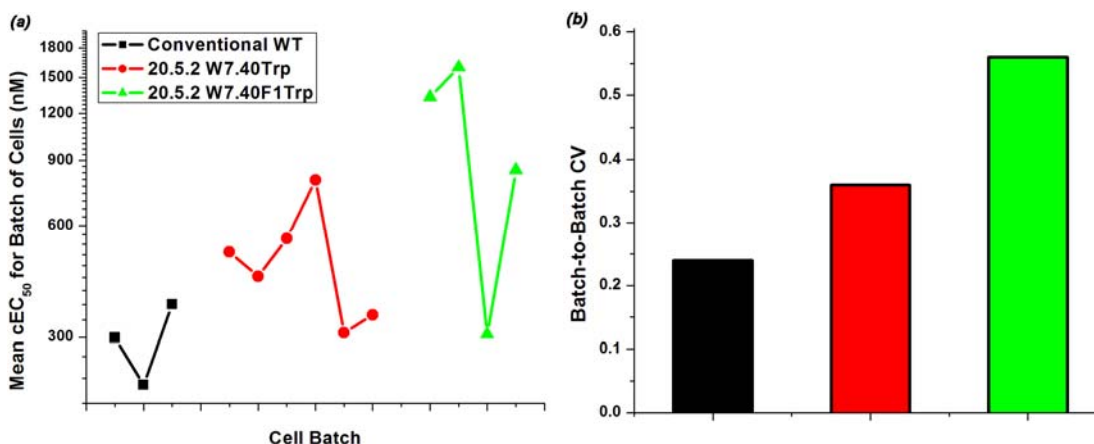 (a)
Mean cEC50 for Batch of Cells (nM)
1800
1500
1200
900
600
300
Conventional WT
20.5.2 W7.40Trp
20.5.2 W7.40F1Trp
Cell Batch
(b)
Batch-to-Batch CV
0.6
0.5
0.4
0.3
0.2
0.1
0.0